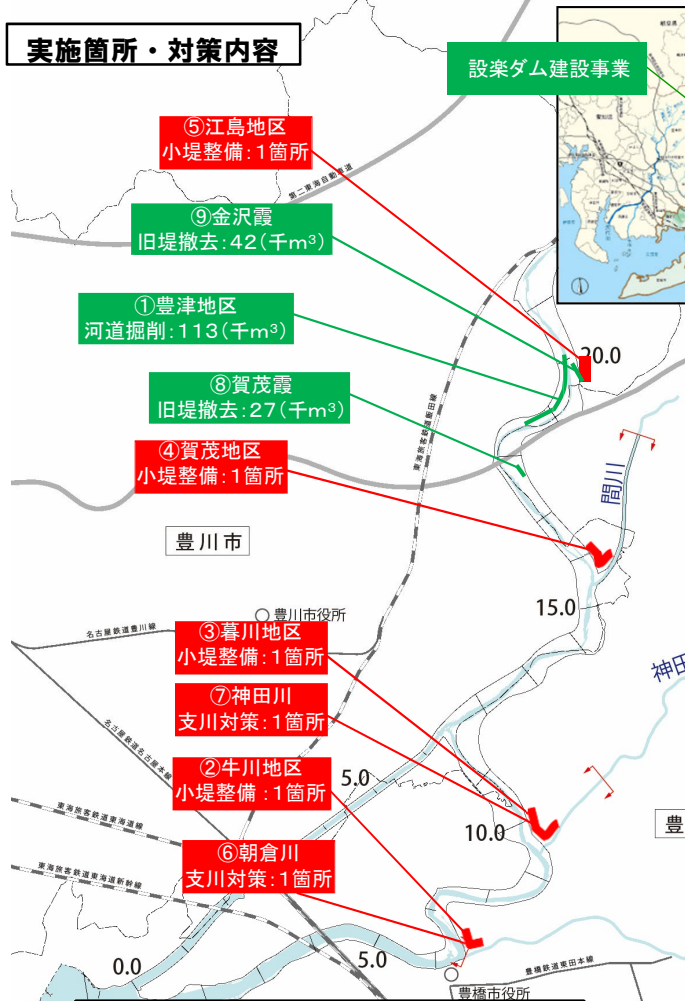 実施箇所・対策内容
設楽ダム建設事業
⑤江島地区
小堤整備:1箇所
第二東海自動車道
⑨金沢霞
旧堤撤去:42(千m³)
①豊津地区
河道掘削:113(千m³)
20.0
⑧賀茂霞
旧堤撤去:27(千m³)
東海旅客鉄道飯田線
④賀茂地区
小堤整備:1箇所
間川
豊川市
15.0
豊川市役所
名古屋鉄道豊川線
③暮川地区
小堤整備:1箇所
神田
⑦神田川
支川対策:1箇所
名古屋鉄道名古屋本線
②牛川地区
小堤整備:1箇所
5.0
東海旅客鉄道東海道線
10.0
豊
⑥朝倉川
支川対策:1箇所
東海旅客鉄道東海道新幹線
0.0
5.0
豊橋鉄道東田本線
豊橋市役所